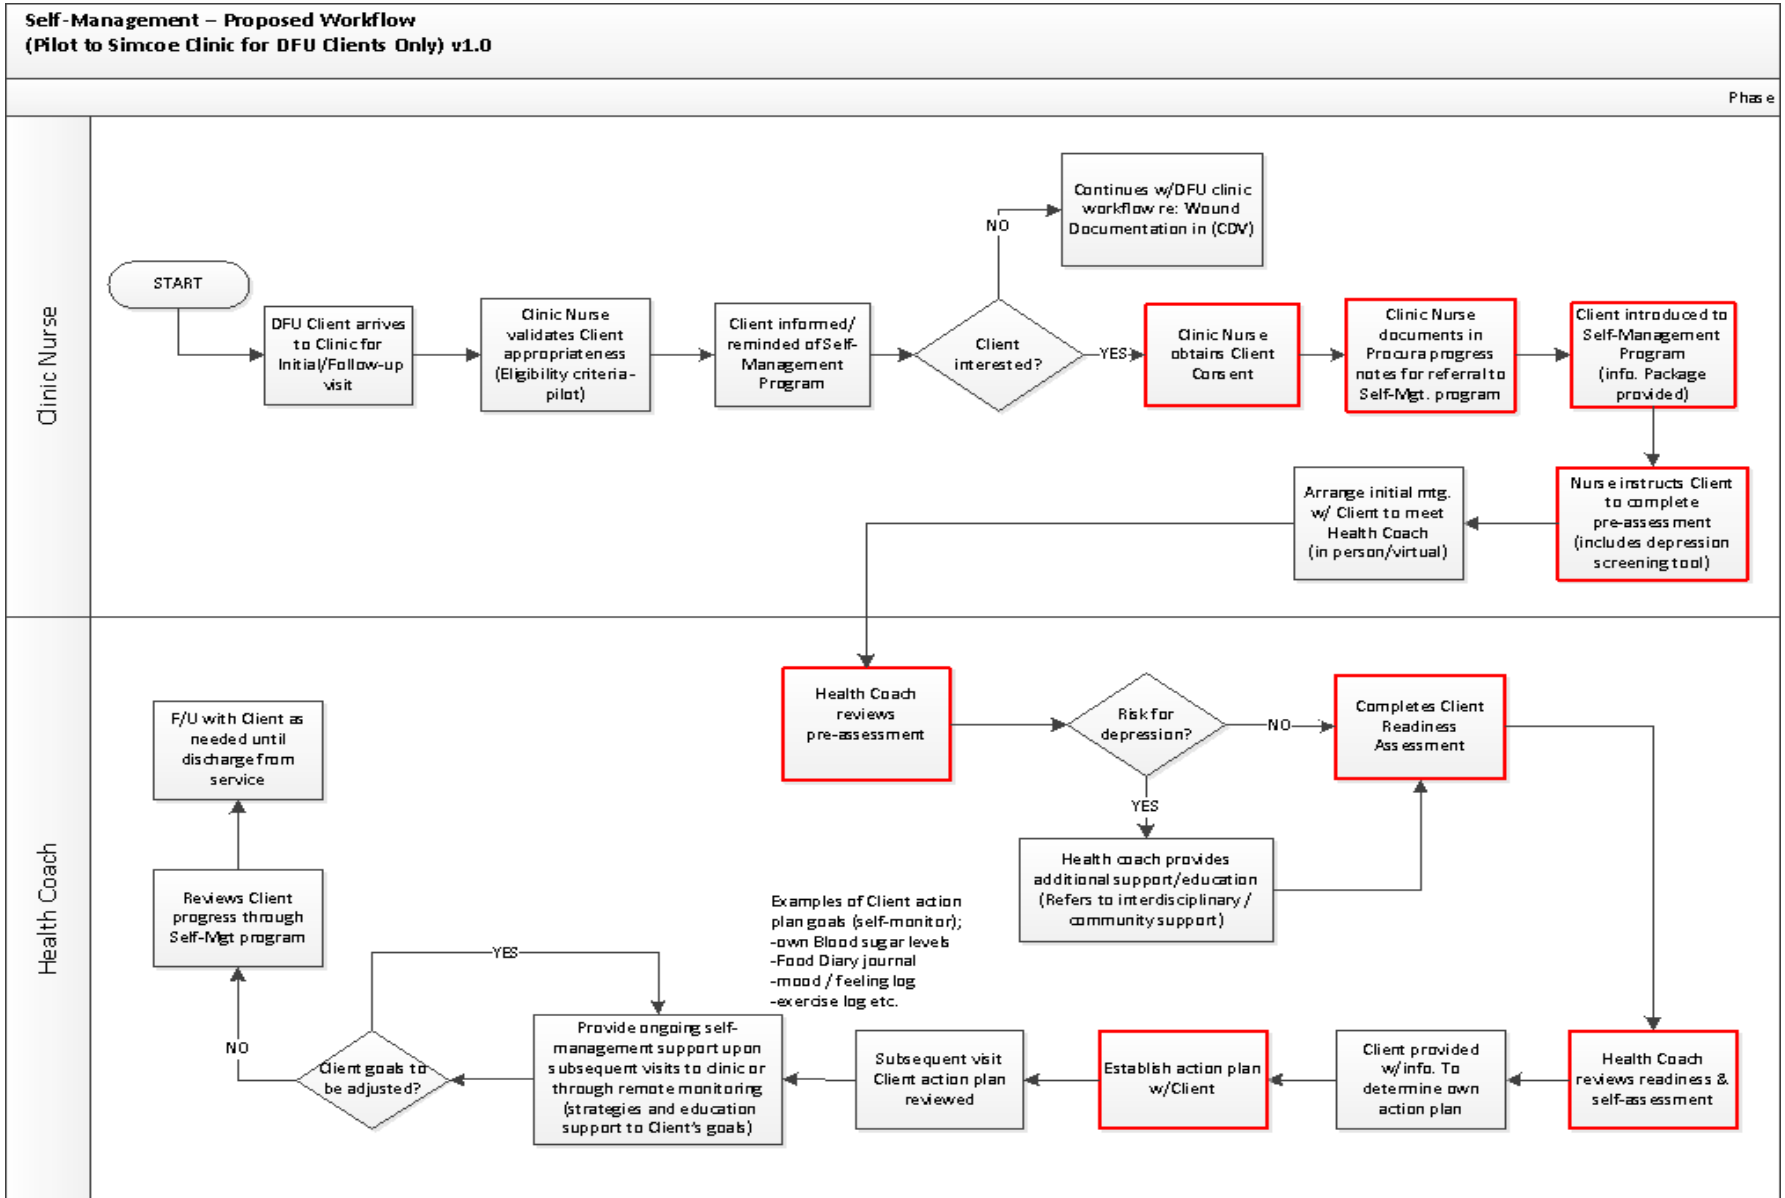 Self-Management – Proposed Workflow
(Pilot to Simcoe Clinic for DFU Clients Only) v1.0
Phase
Clinic Nurse
START
DFU Client arrives
to Clinic for
Initial/Follow-up
visit
Clinic Nurse
validates Client
appropriateness
(Eligibility criteria-
pilot)
Client informed/
reminded of Self-
Management
Program
Client
interested?
NO
Continues w/DFU clinic
workflow re: Wound
Documentation in (CDV)
YES
Clinic Nurse
obtains Client
Consent
Clinic Nurse
documents in
Procura progress
notes for referral to
Self-Mgt. program
Client introduced to
Self-Management
Program
(info. Package
provided)
Nurse instructs Client
to complete
pre-assessment
(includes depression
screening tool)
Arrange initial mtg.
w/ Client to meet
Health Coach
(in person/virtual)
Health Coach
Health Coach
reviews
pre-assessment
Risk for
depression?
NO
YES
Completes Client
Readiness
Assessment
Health coach provides
additional support/education
(Refers to interdisciplinary /
community support)
Health Coach
reviews readiness &
self-assessment
Client provided
w/info. To
determine own
action plan
Establish action plan
w/Client
Subsequent visit
Client action plan
reviewed
Examples of Client action
plan goals (self-monitor);
-own Blood sugar levels
-Food Diary journal
-mood / feeling log
-exercise log etc.
Provide ongoing self-
management support upon
subsequent visits to clinic or
through remote monitoring
(strategies and education
support to Client's goals)
Client goals to
be adjusted?
YES
NO
Reviews Client
progress through
Self-Mgt program
F/U with Client as
needed until
discharge from
service